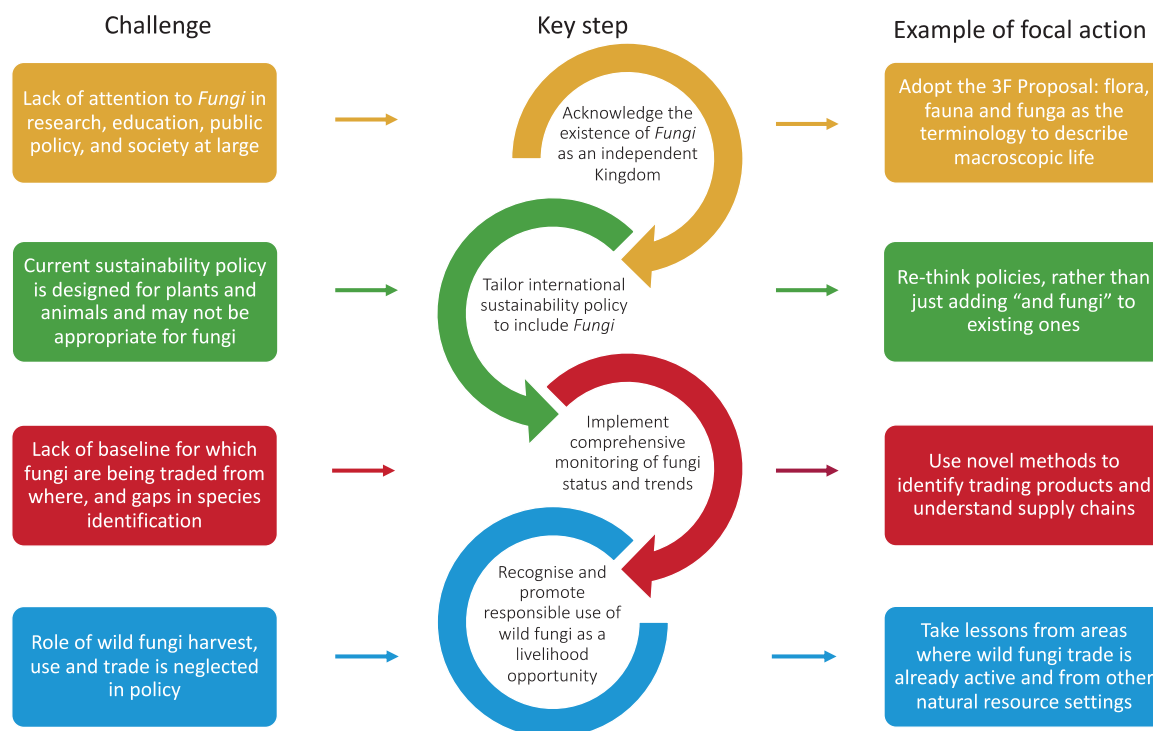 Challenge
Key step
Example of focal action
Lack of attention to Fungi in
research, education, public
policy, and society at large
Acknowledge the
existence of Fungi
as an independent
Kingdom
Adopt the 3F Proposal: flora,
fauna and funga as the
terminology to describe
macroscopic life
Current sustainability policy
is designed for plants and
animals and may not be
appropriate for fungi
Tailor international
sustainability policy
to include Fungi
Re-think policies, rather than
just adding “and fungi” to
existing ones
Lack of baseline for which
fungi are being traded from
where, and gaps in species
identification
Implement
comprehensive
monitoring of fungi
status and trends
Use novel methods to
identify trading products and
understand supply chains
Role of wild fungi harvest,
use and trade is neglected
in policy
Recognise and
promote
responsible use of
wild fungi as a
livelihood
opportunity
Take lessons from areas
where wild fungi trade is
already active and from other
natural resource settings